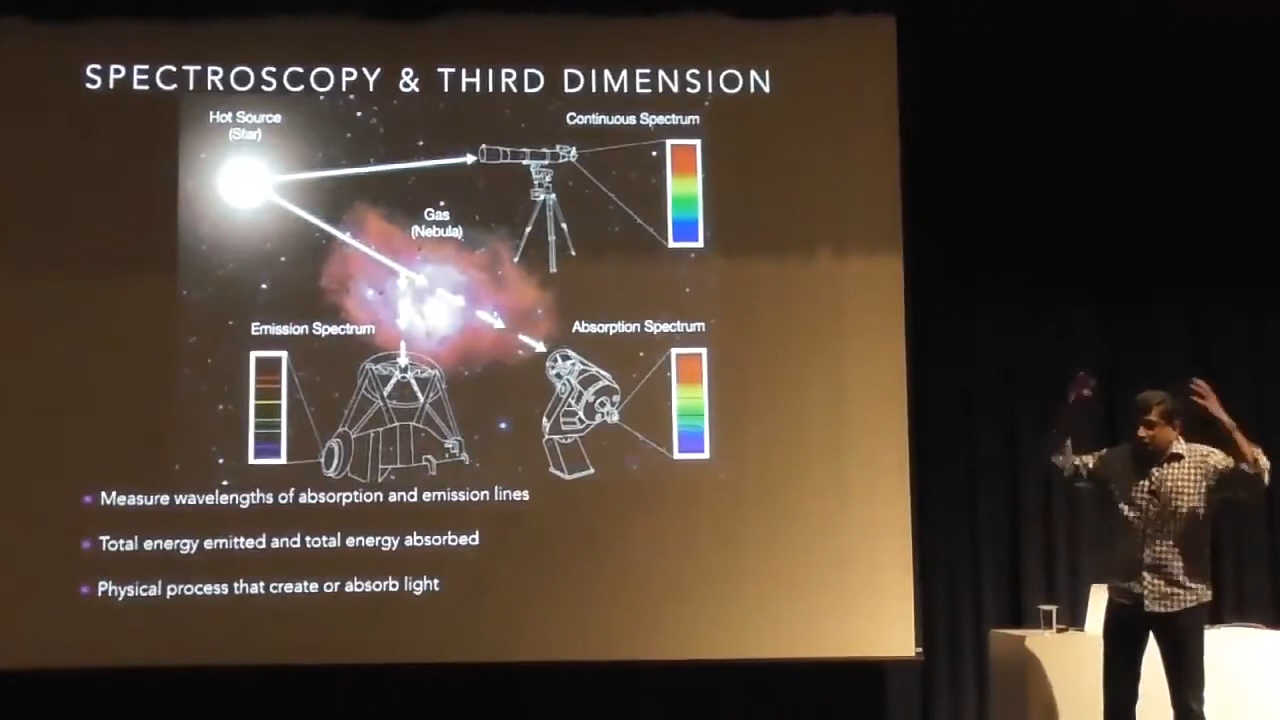 SPECTROSCOPY & THIRD DIMENSION
Hot Source
(Star)
Continuous Spectrum
Gas
(Nebula)
Emission Spectrum
Absorption Spectrum
Measure wavelengths of absorption and emission lines
Total energy emitted and total energy absorbed
Physical process that create or absorb light